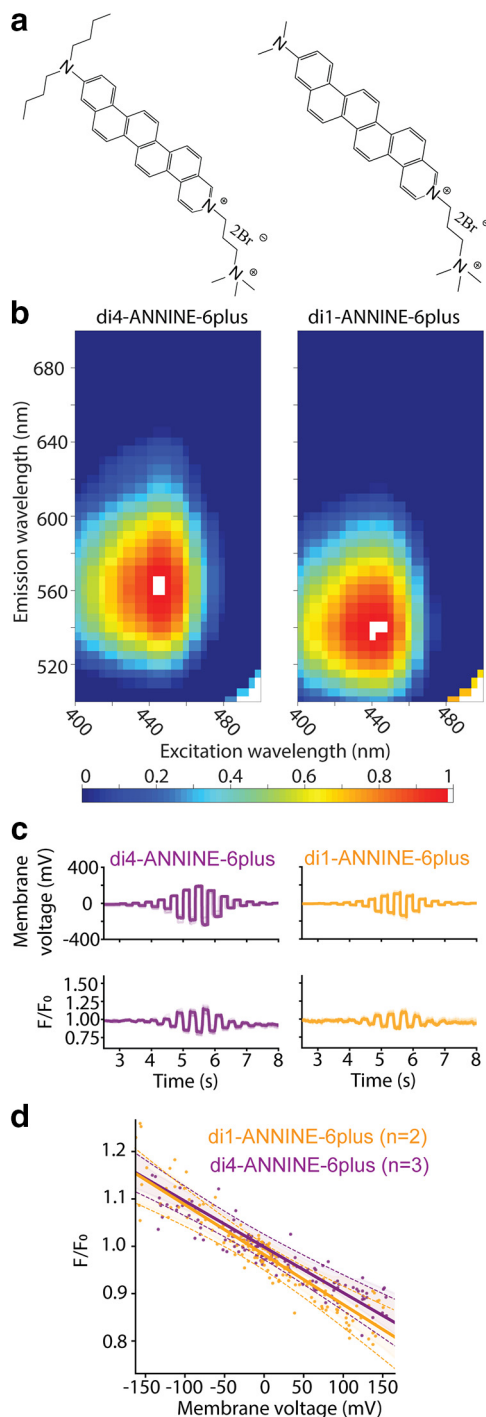 a
N
N
⊕
2Br ⊖
N ⊕
N
N
⊕
2Br ⊖
N ⊕
b
di4-ANNINE-6plus
di1-ANNINE-6plus
Emission wavelength (nm)
680
640
600
560
520
400
440
480
400
440
480
Excitation wavelength (nm)
0
0.2
0.4
0.6
0.8
1
c
di4-ANNINE-6plus
di1-ANNINE-6plus
Membrane
voltage (mV)
400
0
-400
F/F₀
1.50
1.25
1.00
0.75
3 4 5 6 7 8
3 4 5 6 7 8
Time (s)
Time (s)
d
di1-ANNINE-6plus (n=2)
di4-ANNINE-6plus (n=3)
F/F₀
1.2
1.1
1.0
0.9
0.8
-150 -100 -50 0 50 100 150
Membrane voltage (mV)